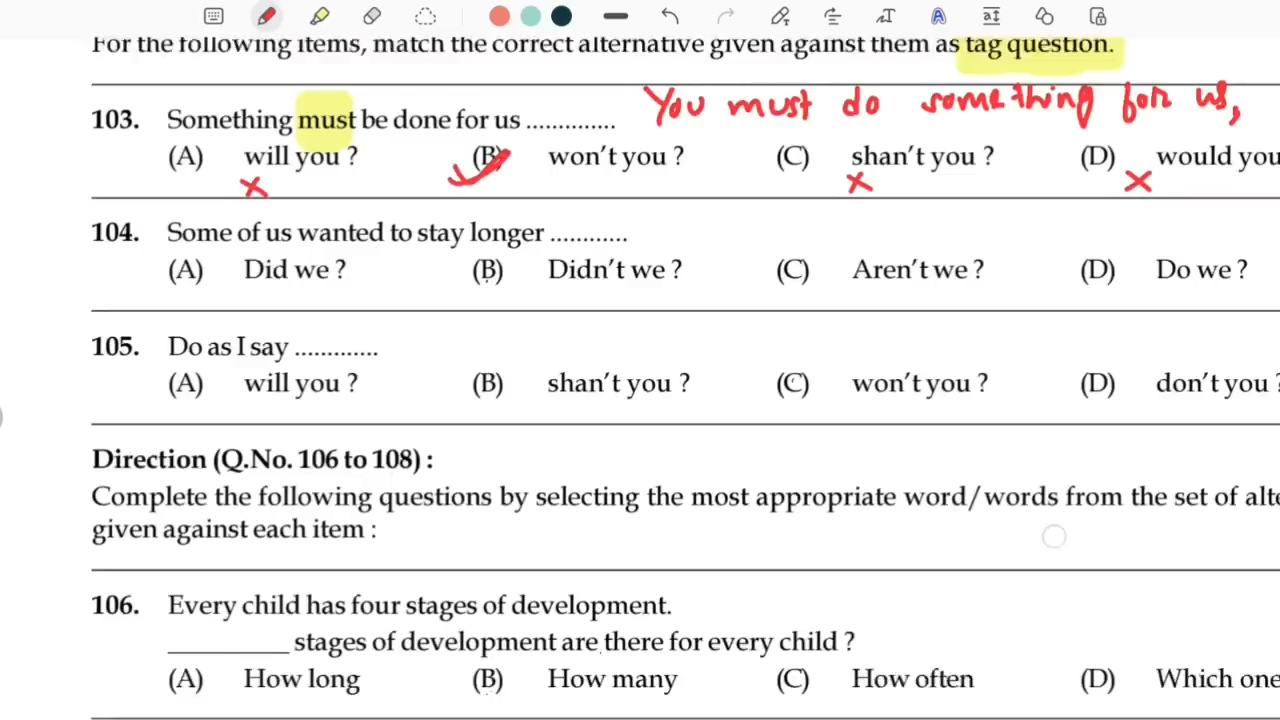 For the following items, match the correct alternative given against them as tag question.
You must do something for us,
103. Something must be done for us .............
(A) will you ? (B) won't you ? (C) shan't you ? (D) would you
104. Some of us wanted to stay longer ............
(A) Did we ? (B) Didn't we ? (C) Aren't we ? (D) Do we ?
105. Do as I say .............
(A) will you ? (B) shan't you ? (C) won't you ? (D) don't you ?
Direction (Q.No. 106 to 108) :
Complete the following questions by selecting the most appropriate word/words from the set of alte
given against each item :
106. Every child has four stages of development.
_________ stages of development are there for every child ?
(A) How long (B) How many (C) How often (D) Which one